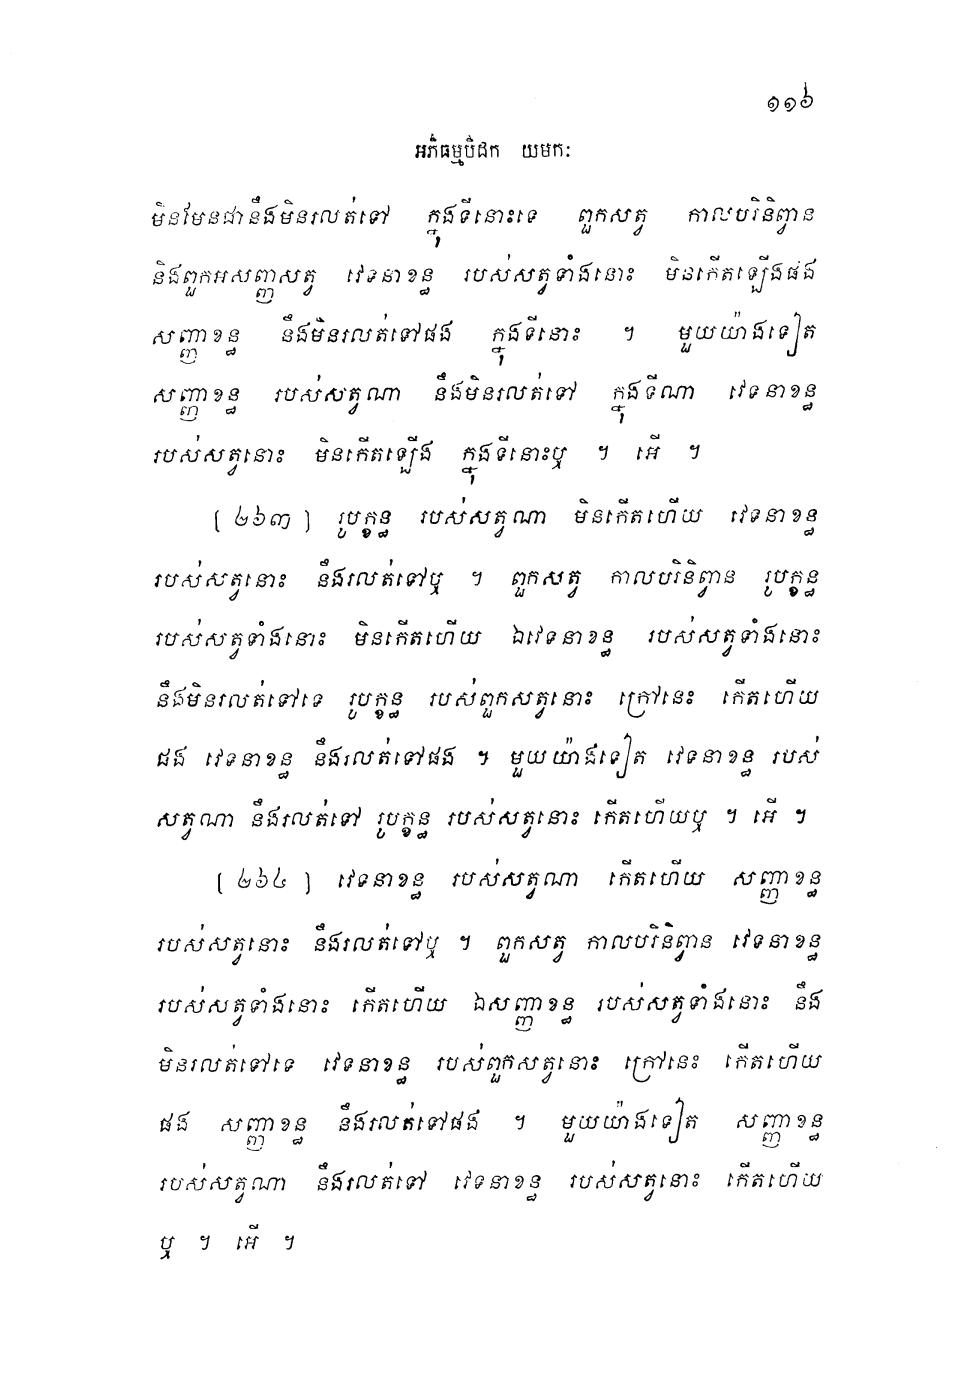 ១១៦
អភិធម្មបិដក យមកៈ
មិនមែនជានឹងមិនរលត់ទៅ ក្នុងទីនោះទេ ពួកសត្វ កាលបរិនិព្វាន
និងពួកអសញ្ញសត្វ វេទនាខន្ធ របស់សត្វទាំងនោះ មិនកើតឡើងផង
សញ្ញាខន្ធ នឹងមិនរលត់ទៅផង ក្នុងទីនោះ ។ មួយយ៉ាងទៀត
សញ្ញាខន្ធ របស់សត្វណា នឹងមិនរលត់ទៅ ក្នុងទីណា វេទនាខន្ធ
របស់សត្វនោះ មិនកើតឡើង ក្នុងទីនោះឬ ។ អើ ។
[ ២៦៣ ] រូបក្ខន្ធ របស់សត្វណា មិនកើតហើយ វេទនាខន្ធ
របស់សត្វនោះ នឹងរលត់ទៅឬ ។ ពួកសត្វ កាលបរិនិព្វាន រូបក្ខន្ធ
របស់សត្វទាំងនោះ មិនកើតហើយ ឯវេទនាខន្ធ របស់សត្វទាំងនោះ
នឹងមិនរលត់ទៅទេ រូបក្ខន្ធ របស់ពួកសត្វនោះ ក្រៅនេះ កើតហើយ
ផង វេទនាខន្ធ នឹងរលត់ទៅផង ។ មួយយ៉ាងទៀត វេទនាខន្ធ របស់
សត្វណា នឹងរលត់ទៅ រូបក្ខន្ធ របស់សត្វនោះ កើតហើយឬ ។ អើ ។
[ ២៦៤ ] វេទនាខន្ធ របស់សត្វណា កើតហើយ សញ្ញាខន្ធ
របស់សត្វនោះ នឹងរលត់ទៅឬ ។ ពួកសត្វ កាលបរិនិព្វាន វេទនាខន្ធ
របស់សត្វទាំងនោះ កើតហើយ ឯសញ្ញាខន្ធ របស់សត្វទាំងនោះ នឹង
មិនរលត់ទៅទេ វេទនាខន្ធ របស់ពួកសត្វនោះ ក្រៅនេះ កើតហើយ
ផង សញ្ញាខន្ធ នឹងរលត់ទៅផង ។ មួយយ៉ាងទៀត សញ្ញាខន្ធ
របស់សត្វណា នឹងរលត់ទៅ វេទនាខន្ធ របស់សត្វនោះ កើតហើយ
ឬ ។ អើ ។